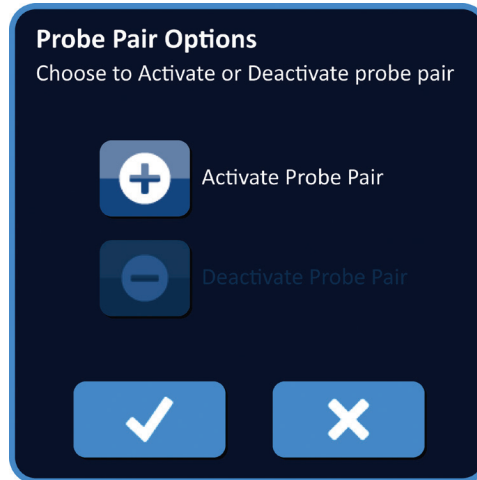 Probe Pair Options
Choose to Activate or Deactivate probe pair
Activate Probe Pair
Deactivate Probe Pair